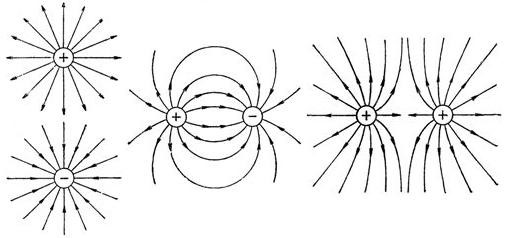 +
−
+ −
+ +